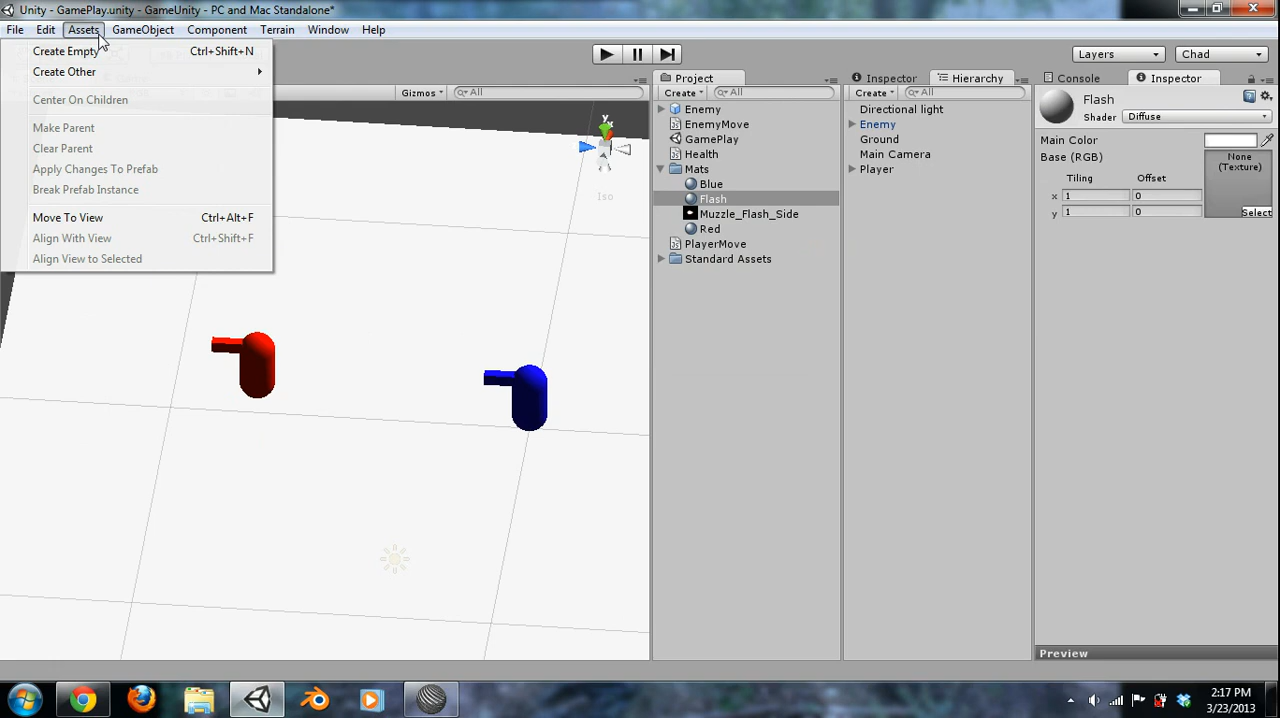 Unity - GamePlay.unity - GameUnity - PC and Mac Standalone*
File Edit Assets GameObject Component Terrain Window Help
Create Empty Ctrl+Shift+N
Create Other
Center On Children
Make Parent
Clear Parent
Apply Changes To Prefab
Break Prefab Instance
Move To View Ctrl+Alt+F
Align With View Ctrl+Shift+F
Align View to Selected
Gizmos All
y
x
Iso
Layers Chad
Project
Create All
Enemy
EnemyMove
GamePlay
Health
Mats
Blue
Flash
Muzzle_Flash_Side
Red
PlayerMove
Standard Assets
Inspector Hierarchy
Create All
Directional light
Enemy
Ground
Main Camera
Player
Console Inspector
Flash
Shader Diffuse
Main Color
Base (RGB)
None
(Texture)
Tiling Offset
x 1 0
y 1 0
Select
Preview
2:17 PM
3/23/2013